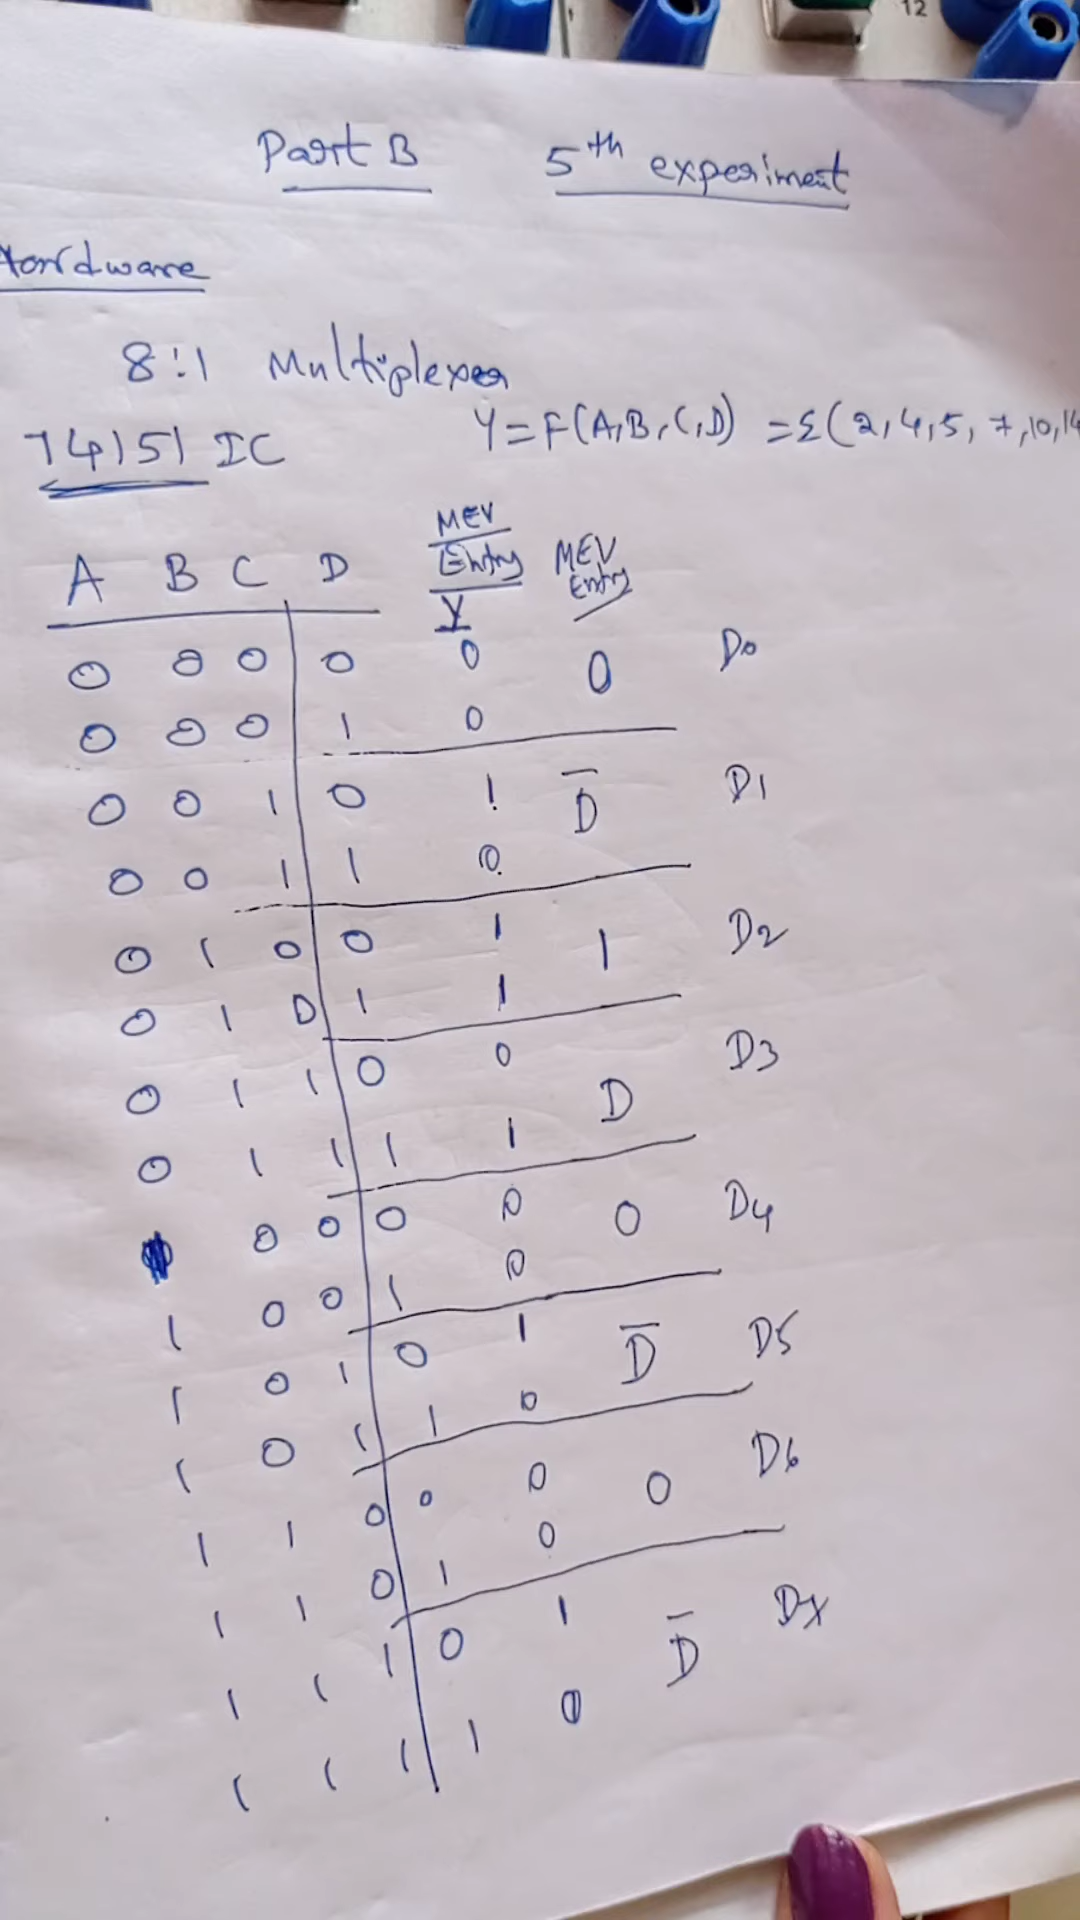 12
Part B 5th experiment
Hardware
8:1 Multiplexer
Y=F(A,B,C,D) =Σ(2,4,5,7,10,14
74151 IC
A B C D MEV Entry Y MEV Entry
0 0 0 0 0 0 D0
0 0 0 1 0
0 0 1 0 1 D̅ D1
0 0 1 1 0
0 1 0 0 1 1 D2
0 1 0 1 1
0 1 1 0 0 D D3
0 1 1 1 1
0 0 0 0 0 D4
1 0 0 1 0
1 0 1 0 1 D̅ D5
1 0 1 1 0
1 1 0 0 0 0 D6
1 1 0 1 0
1 1 1 0 1 D̅ D7
1 1 1 1 0